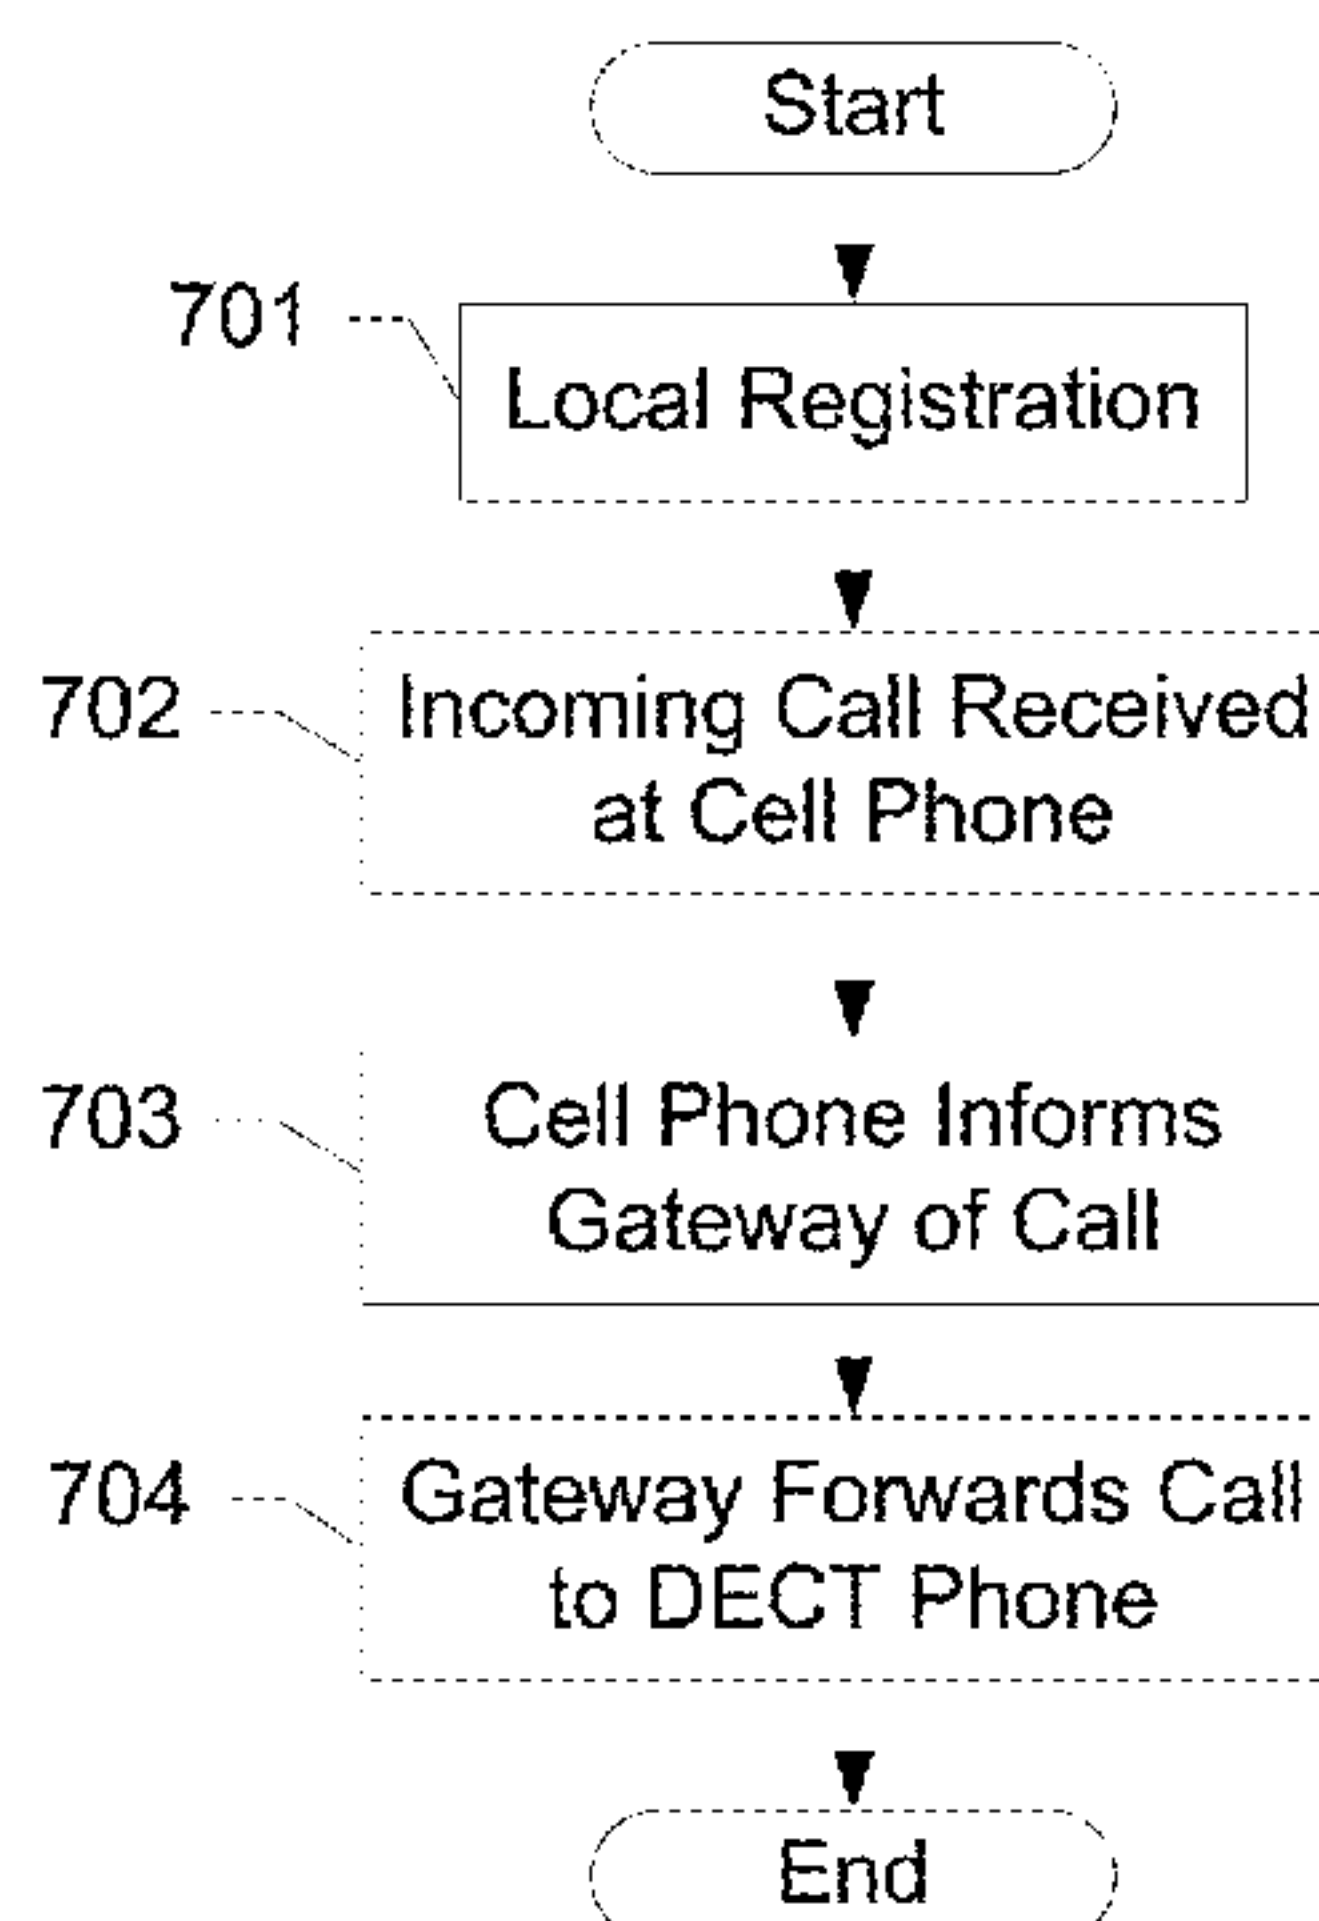 Start
701
Local Registration
702
Incoming Call Received
at Cell Phone
703
Cell Phone Informs
Gateway of Call
704
Gateway Forwards Call
to DECT Phone
End